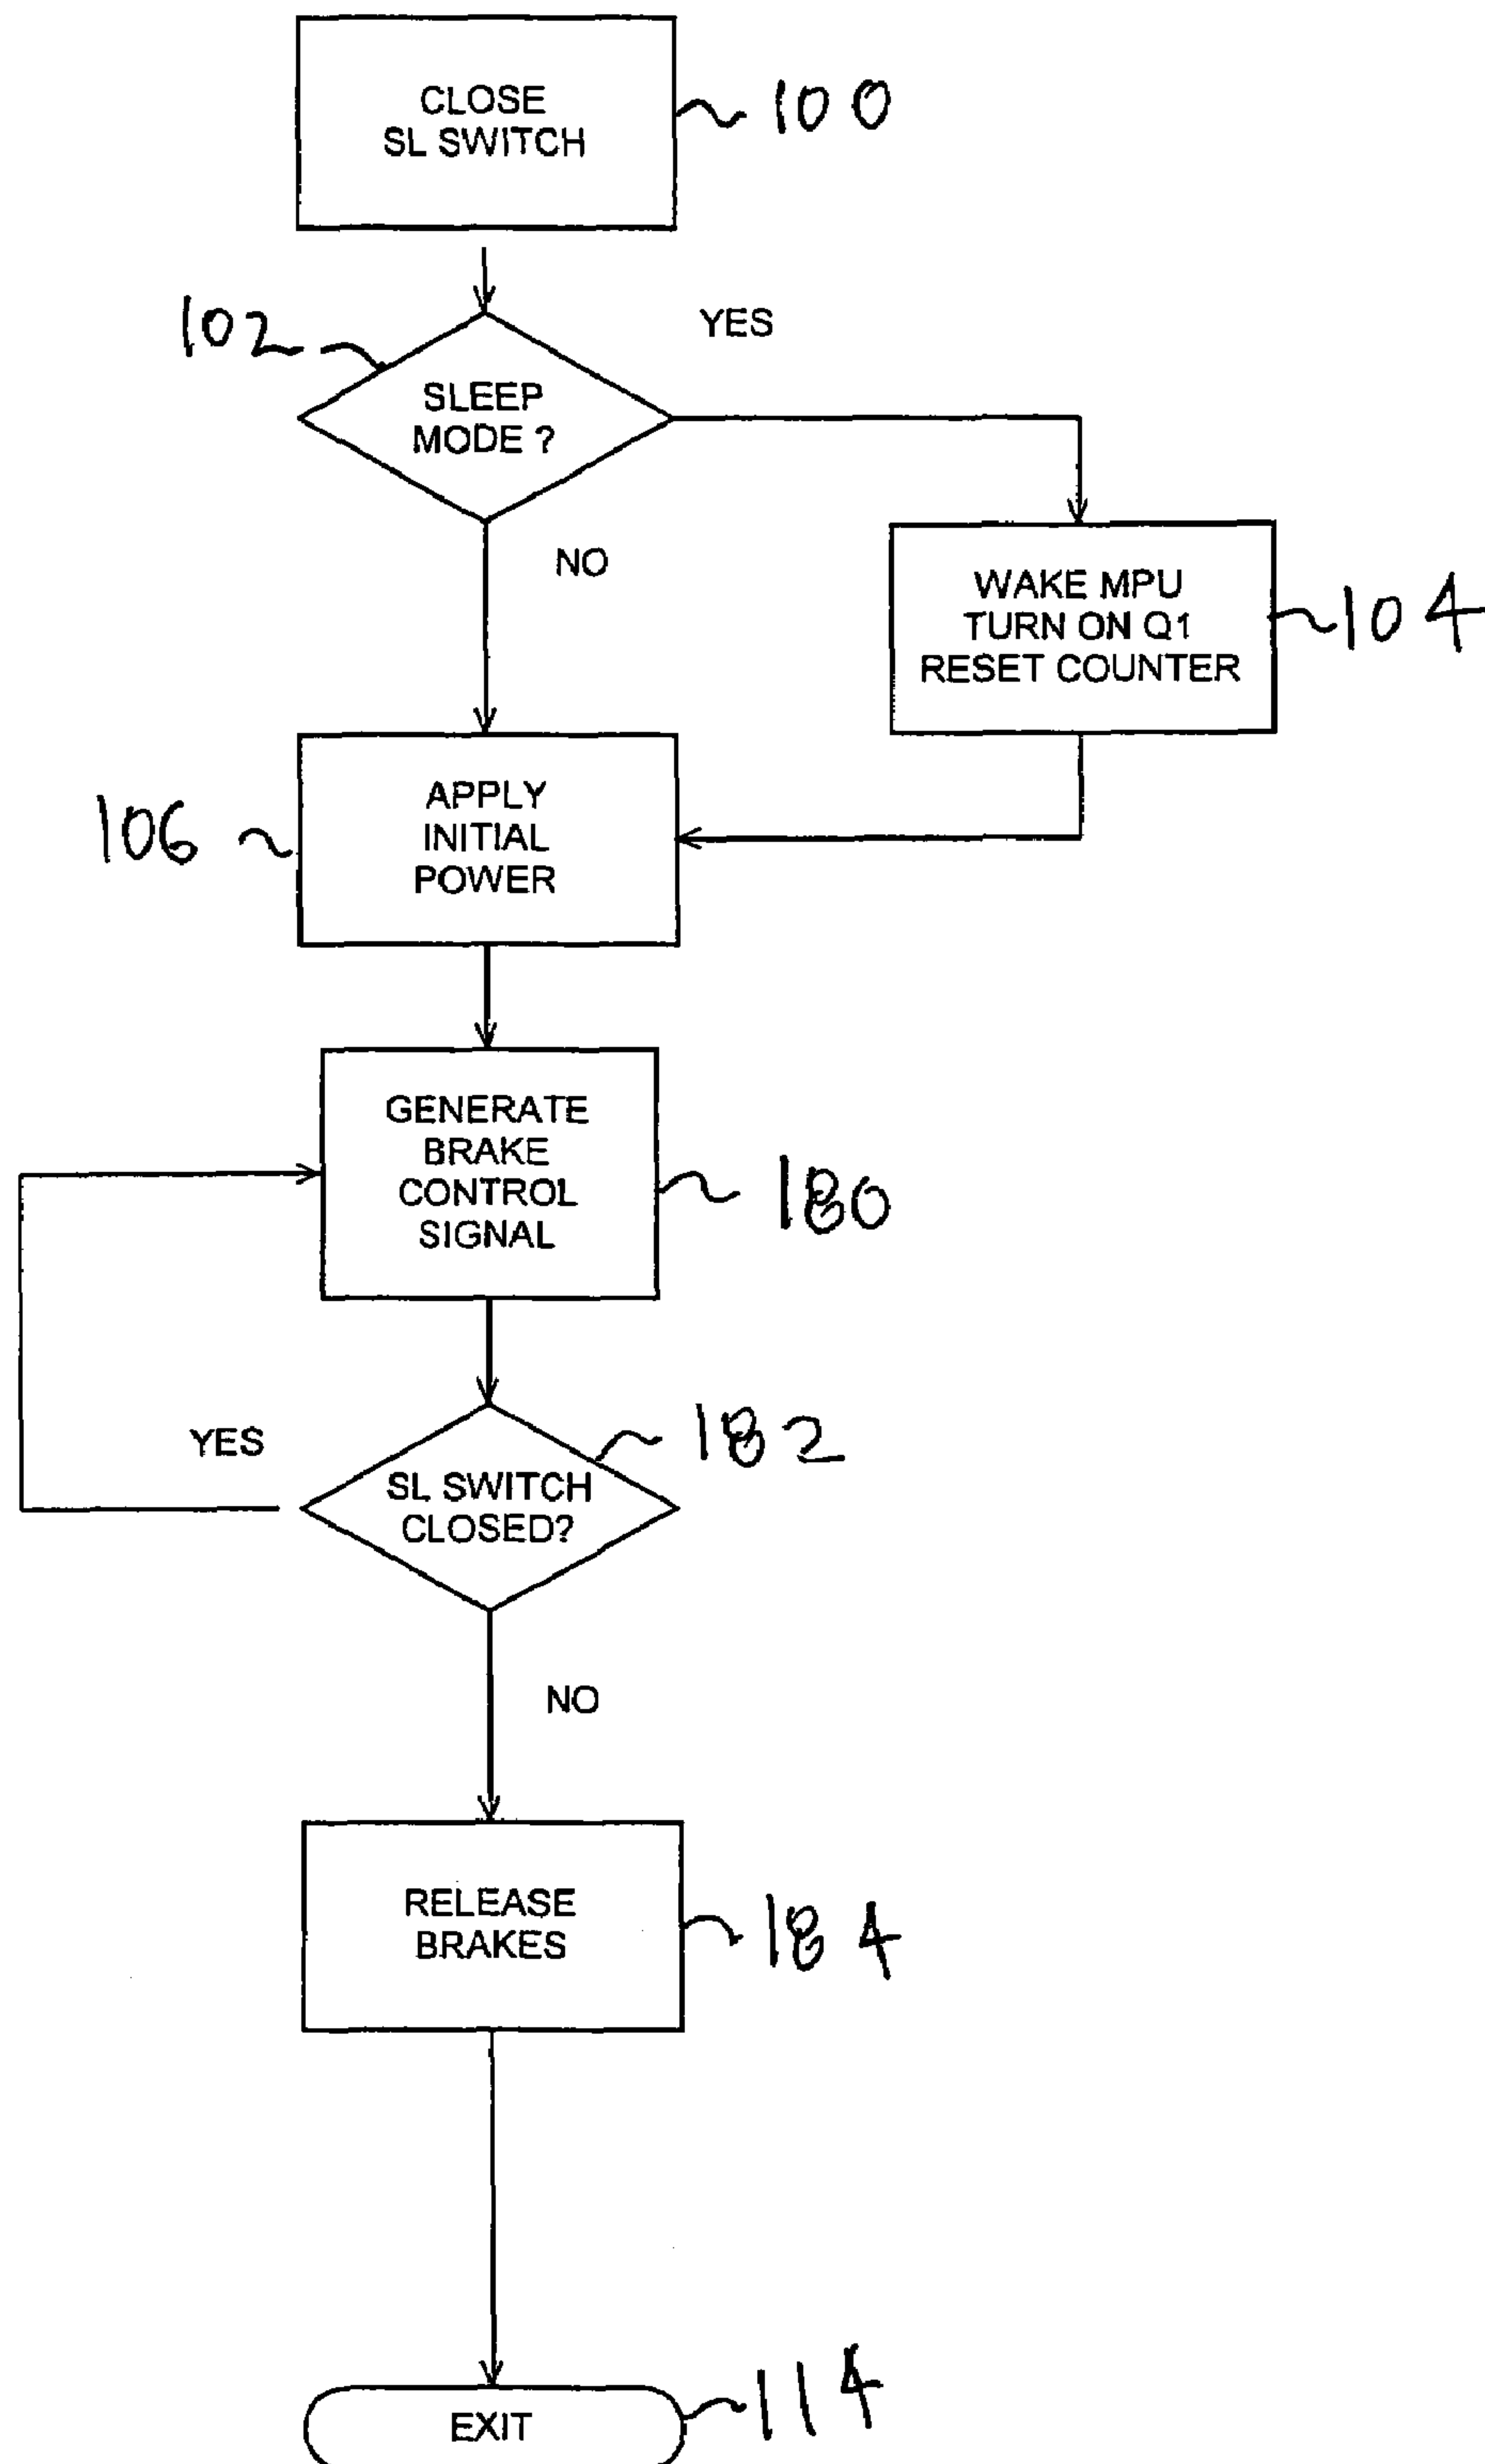 CLOSE
SL SWITCH
100
102
YES
SLEEP
MODE ?
NO
WAKE MPU
TURN ON Q1
RESET COUNTER
104
106
APPLY
INITIAL
POWER
GENERATE
BRAKE
CONTROL
SIGNAL
180
YES
182
SL SWITCH
CLOSED?
NO
RELEASE
BRAKES
184
EXIT
114